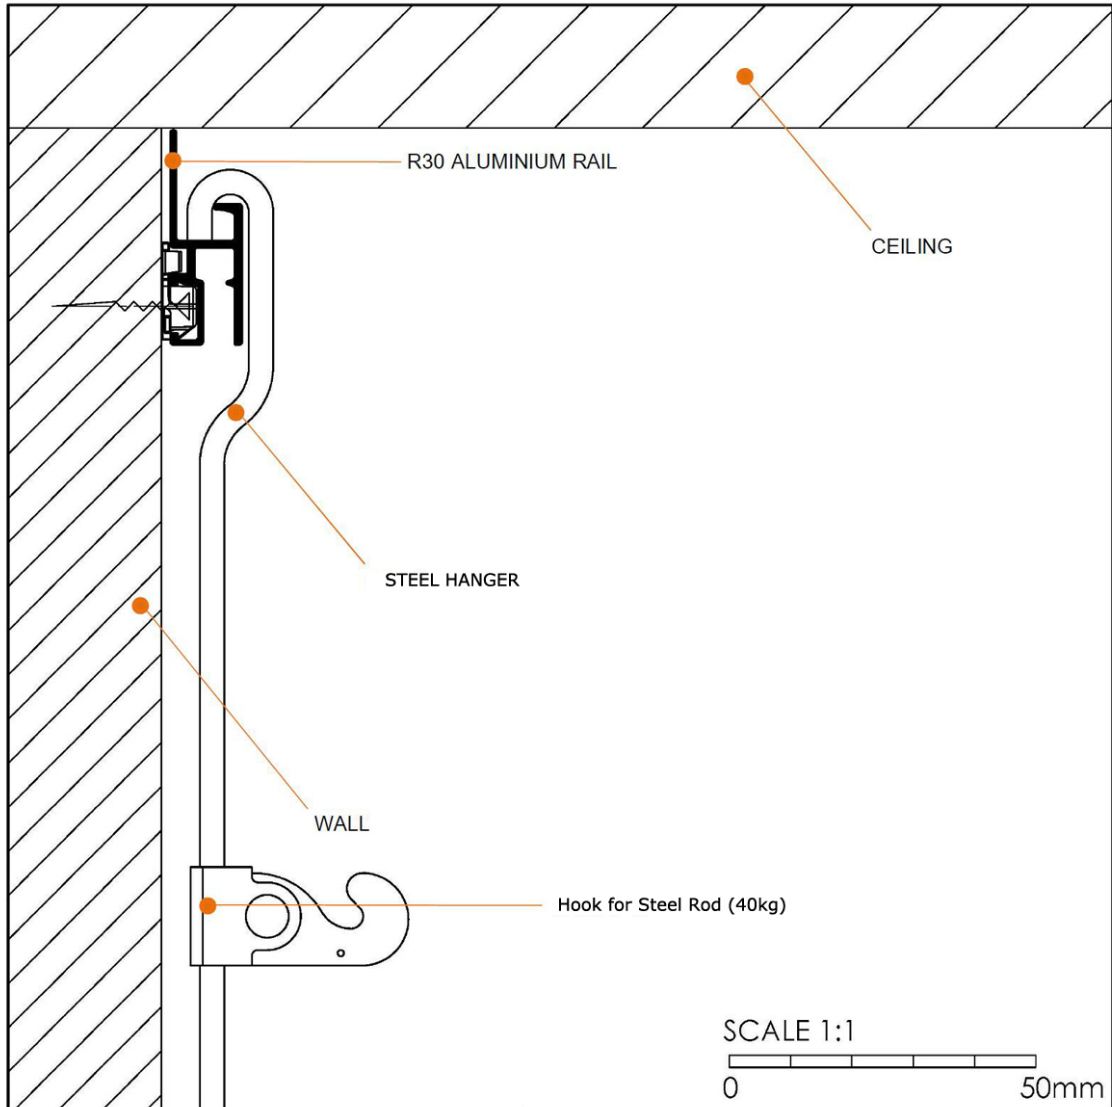 R30 ALUMINIUM RAIL
CEILING
STEEL HANGER
WALL
Hook for Steel Rod (40kg)
SCALE 1:1
0 50mm